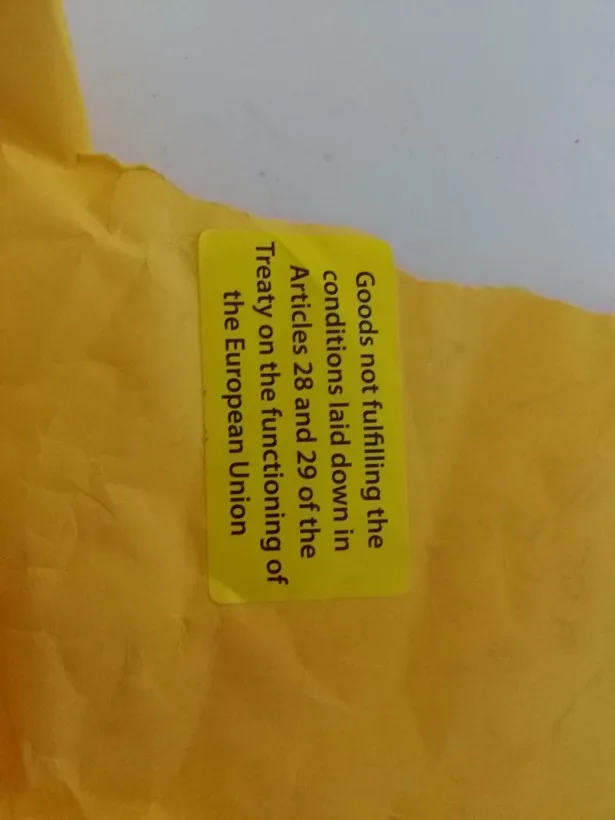 Goods not fulfilling the
conditions laid down in
Articles 28 and 29 of the
Treaty on the functioning of
the European Union